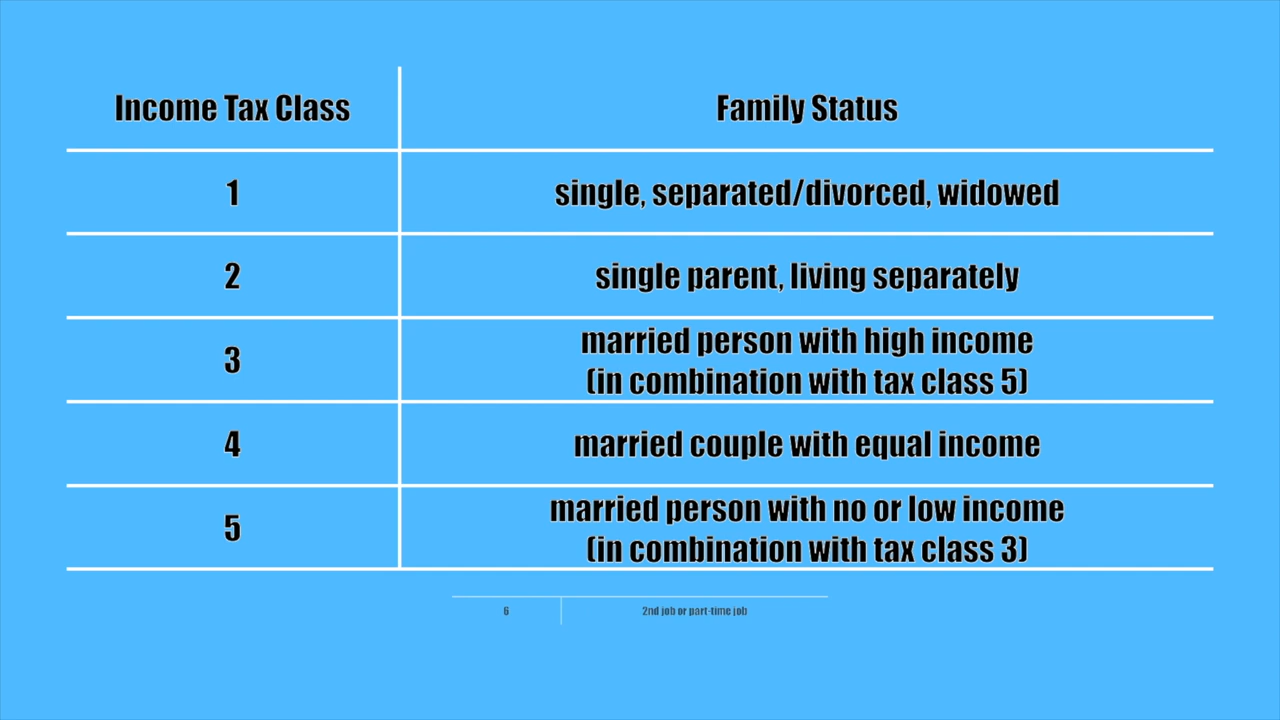 Income Tax Class Family Status
1 single, separated/divorced, widowed
2 single parent, living separately
3 married person with high income
(in combination with tax class 5)
4 married couple with equal income
5 married person with no or low income
(in combination with tax class 3)
6 2nd job or part-time job